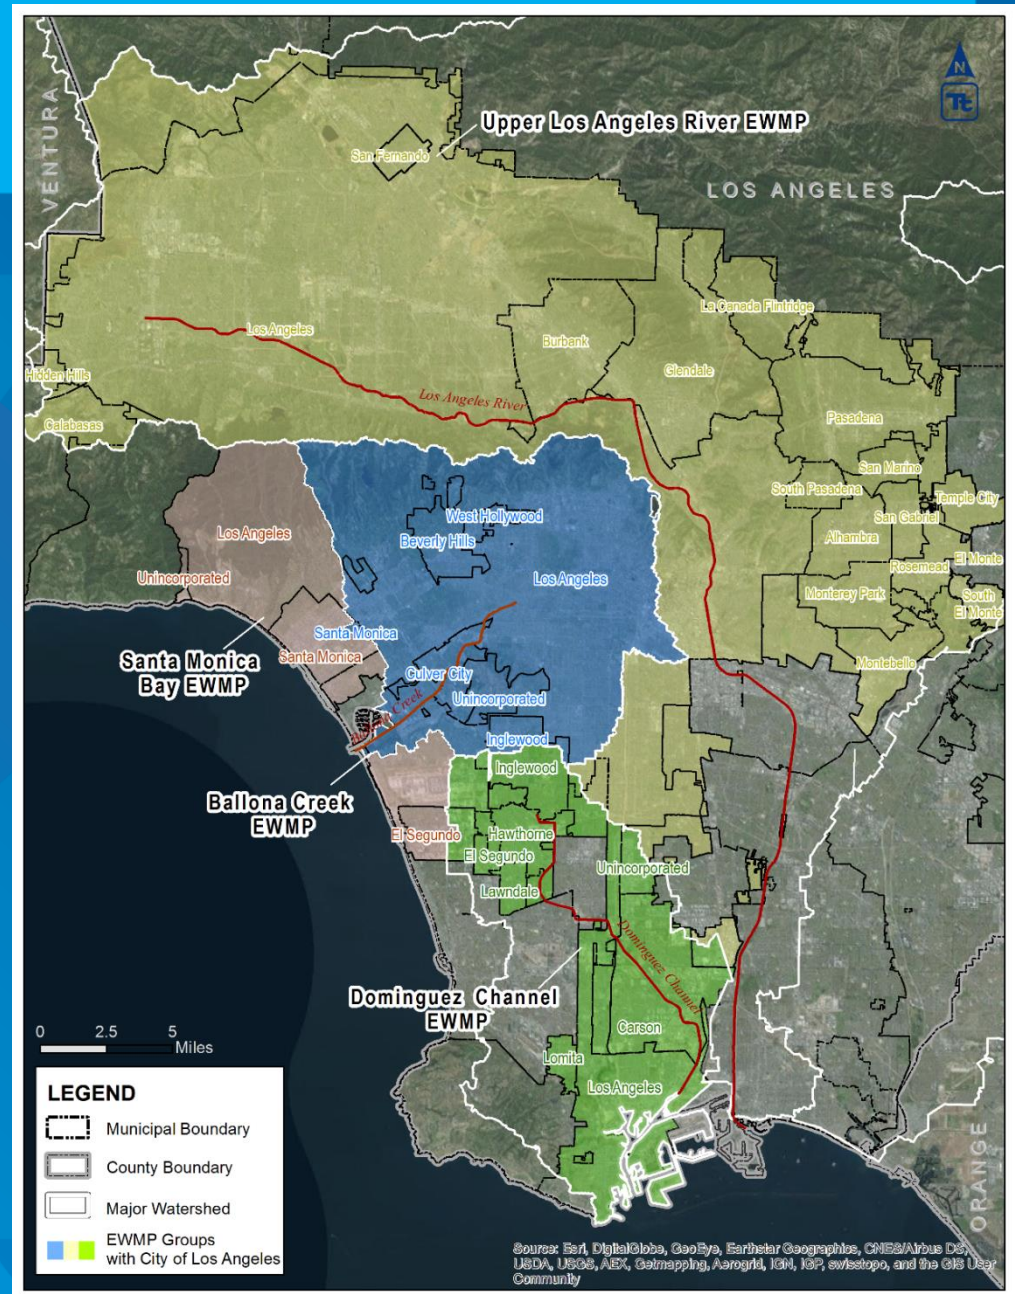 N
Tt
VENTURA
Upper Los Angeles River EWMP
San Fernando
LOS ANGELES
La Canada Flintridge
Los Angeles
Burbank
Glendale
Hidden Hills
Los Angeles River
Calabasas
Pasadena
San Marino
South Pasadena
Temple City
San Gabriel
West Hollywood
Beverly Hills
Alhambra
Los Angeles
El Monte
Rosemead
Unincorporated
Los Angeles
Monterey Park
South
El Monte
Santa Monica
Santa Monica
Montebello
Santa Monica
Bay EWMP
Culver City
Unincorporated
Creek
Inglewood
Inglewood
Ballona Creek
EWMP
El Segundo
Hawthorne
El Segundo
Unincorporated
Lawndale
Dominguez Channel
Dominguez Channel
EWMP
Carson
Lomita
Los Angeles
0 2.5 5
Miles
ORANGE
LEGEND
Municipal Boundary
County Boundary
Major Watershed
EWMP Groups
with City of Los Angeles
Source: Esri, DigitalGlobe, GeoEye, Earthstar Geographics, CNES/Airbus DS,
USDA, USGS, AEX, Getmapping, Aerogrid, IGN, IGP, swisstopo, and the GIS User
Community